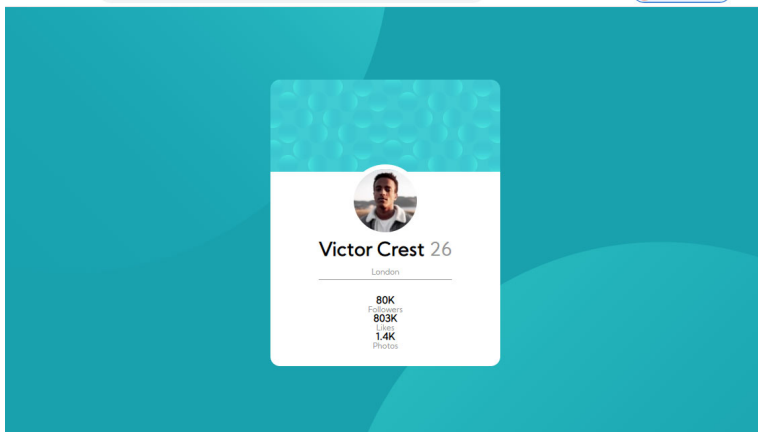 Victor Crest 26
London
80K
Followers
803K
Likes
1.4K
Photos